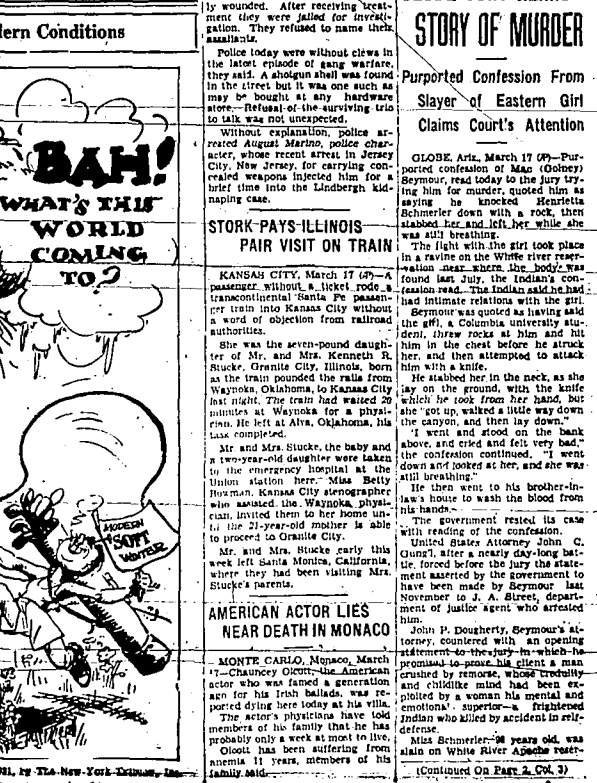 dern Conditions
BAH!
WHAT'S THIS
WORLD
COMING
TO?
MODERN
SOFT
WINTER
931, by The New York Tribune, Inc.
ly wounded. After receiving treat-
ment they were jailed for investi-
gation. They refused to name their
assailants.
Police today were without clews in
the latest episode of gang warfare,
they said. A shotgun shell was found
in the street but it was one such as
may be bought at any hardware
store. Refusal of the surviving trio
to talk was not unexpected.
Without explanation, police ar-
rested August Marino, police char-
acter, whose recent arrest in Jersey
City, New Jersey, for carrying con-
cealed weapons injected him for a
brief time into the Lindbergh kid-
naping case.
STORK PAYS ILLINOIS
PAIR VISIT ON TRAIN
KANSAS CITY, March 17 (AP)—A
passenger without a ticket rode a
transcontinental Santa Fe passen-
ger train into Kansas City without
a word of objection from railroad
authorities.
She was the seven-pound daugh-
ter of Mr. and Mrs. Kenneth R.
Stucke, Granite City, Illinois, born
as the train pounded the rails from
Waynoka, Oklahoma, to Kansas City
last night. The train had waited 20
minutes at Waynoka for a physi-
cian. He left at Alva, Oklahoma, his
task completed.
Mr. and Mrs. Stucke, the baby and
a two-year-old daughter were taken
to the emergency hospital at the
Union station here. Miss Betty
Bowman, Kansas City stenographer
who assisted the Waynoka physi-
cian, invited them to her home un-
til the 21-year-old mother is able
to proceed to Granite City.
Mr. and Mrs. Stucke early this
week left Santa Monica, California,
where they had been visiting Mrs.
Stucke's parents.
AMERICAN ACTOR LIES
NEAR DEATH IN MONACO
MONTE CARLO, Monaco, March
17—Chauncey Olcott, the American
actor who was famed a generation
ago for his Irish ballads, was re-
ported dying here today at his villa.
The actor's physicians have told
members of his family that he has
probably only a week at most to live.
Olcott has been suffering from
anemia 11 years, members of his
family said.
STORY OF MURDER
Purported Confession From
Slayer of Eastern Girl
Claims Court's Attention
GLOBE, Ariz., March 17 (AP)—Pur-
ported confession of Mac (Golney)
Seymour, read today to the jury try-
ing him for murder, quoted him as
saying he knocked Henrietta
Schmerler down with a rock, then
stabbed her and left her while she
was still breathing.
The fight with the girl took place
in a ravine on the White river reser-
vation near where the body was
found last July, the Indian's con-
fession read. The Indian said he had
had intimate relations with the girl.
Seymour was quoted as having said
the girl, a Columbia university stu-
dent, threw rocks at him and hit
him in the chest before he struck
her, and then attempted to attack
him with a knife.
He stabbed her in the neck, as she
lay on the ground, with the knife
which he took from her hand, but
she "got up, walked a little way down
the canyon, and then lay down."
"I went and stood on the bank
above, and cried and felt very bad,"
the confession continued. "I went
down and looked at her, and she was
still breathing."
He then went to his brother-in-
law's house to wash the blood from
his hands.
The government rested its case
with reading of the confession.
United States Attorney John C.
Gung'l, after a nearly day-long bat-
tle, forced before the jury the state-
ment asserted by the government to
have been made by Seymour last
November to J. A. Street, depart-
ment of justice agent who arrested
him.
John P. Dougherty, Seymour's at-
torney, countered with an opening
statement to the jury in which he
promised to prove his client a man
crushed by remorse, whose credulity
and childlike mind had been ex-
ploited by a woman his mental and
emotional superior—a frightened
Indian who killed by accident in self-
defense.
Miss Schmerler, was
slain on White River Apache reser-
(Continued On Page 2, Col. 3)